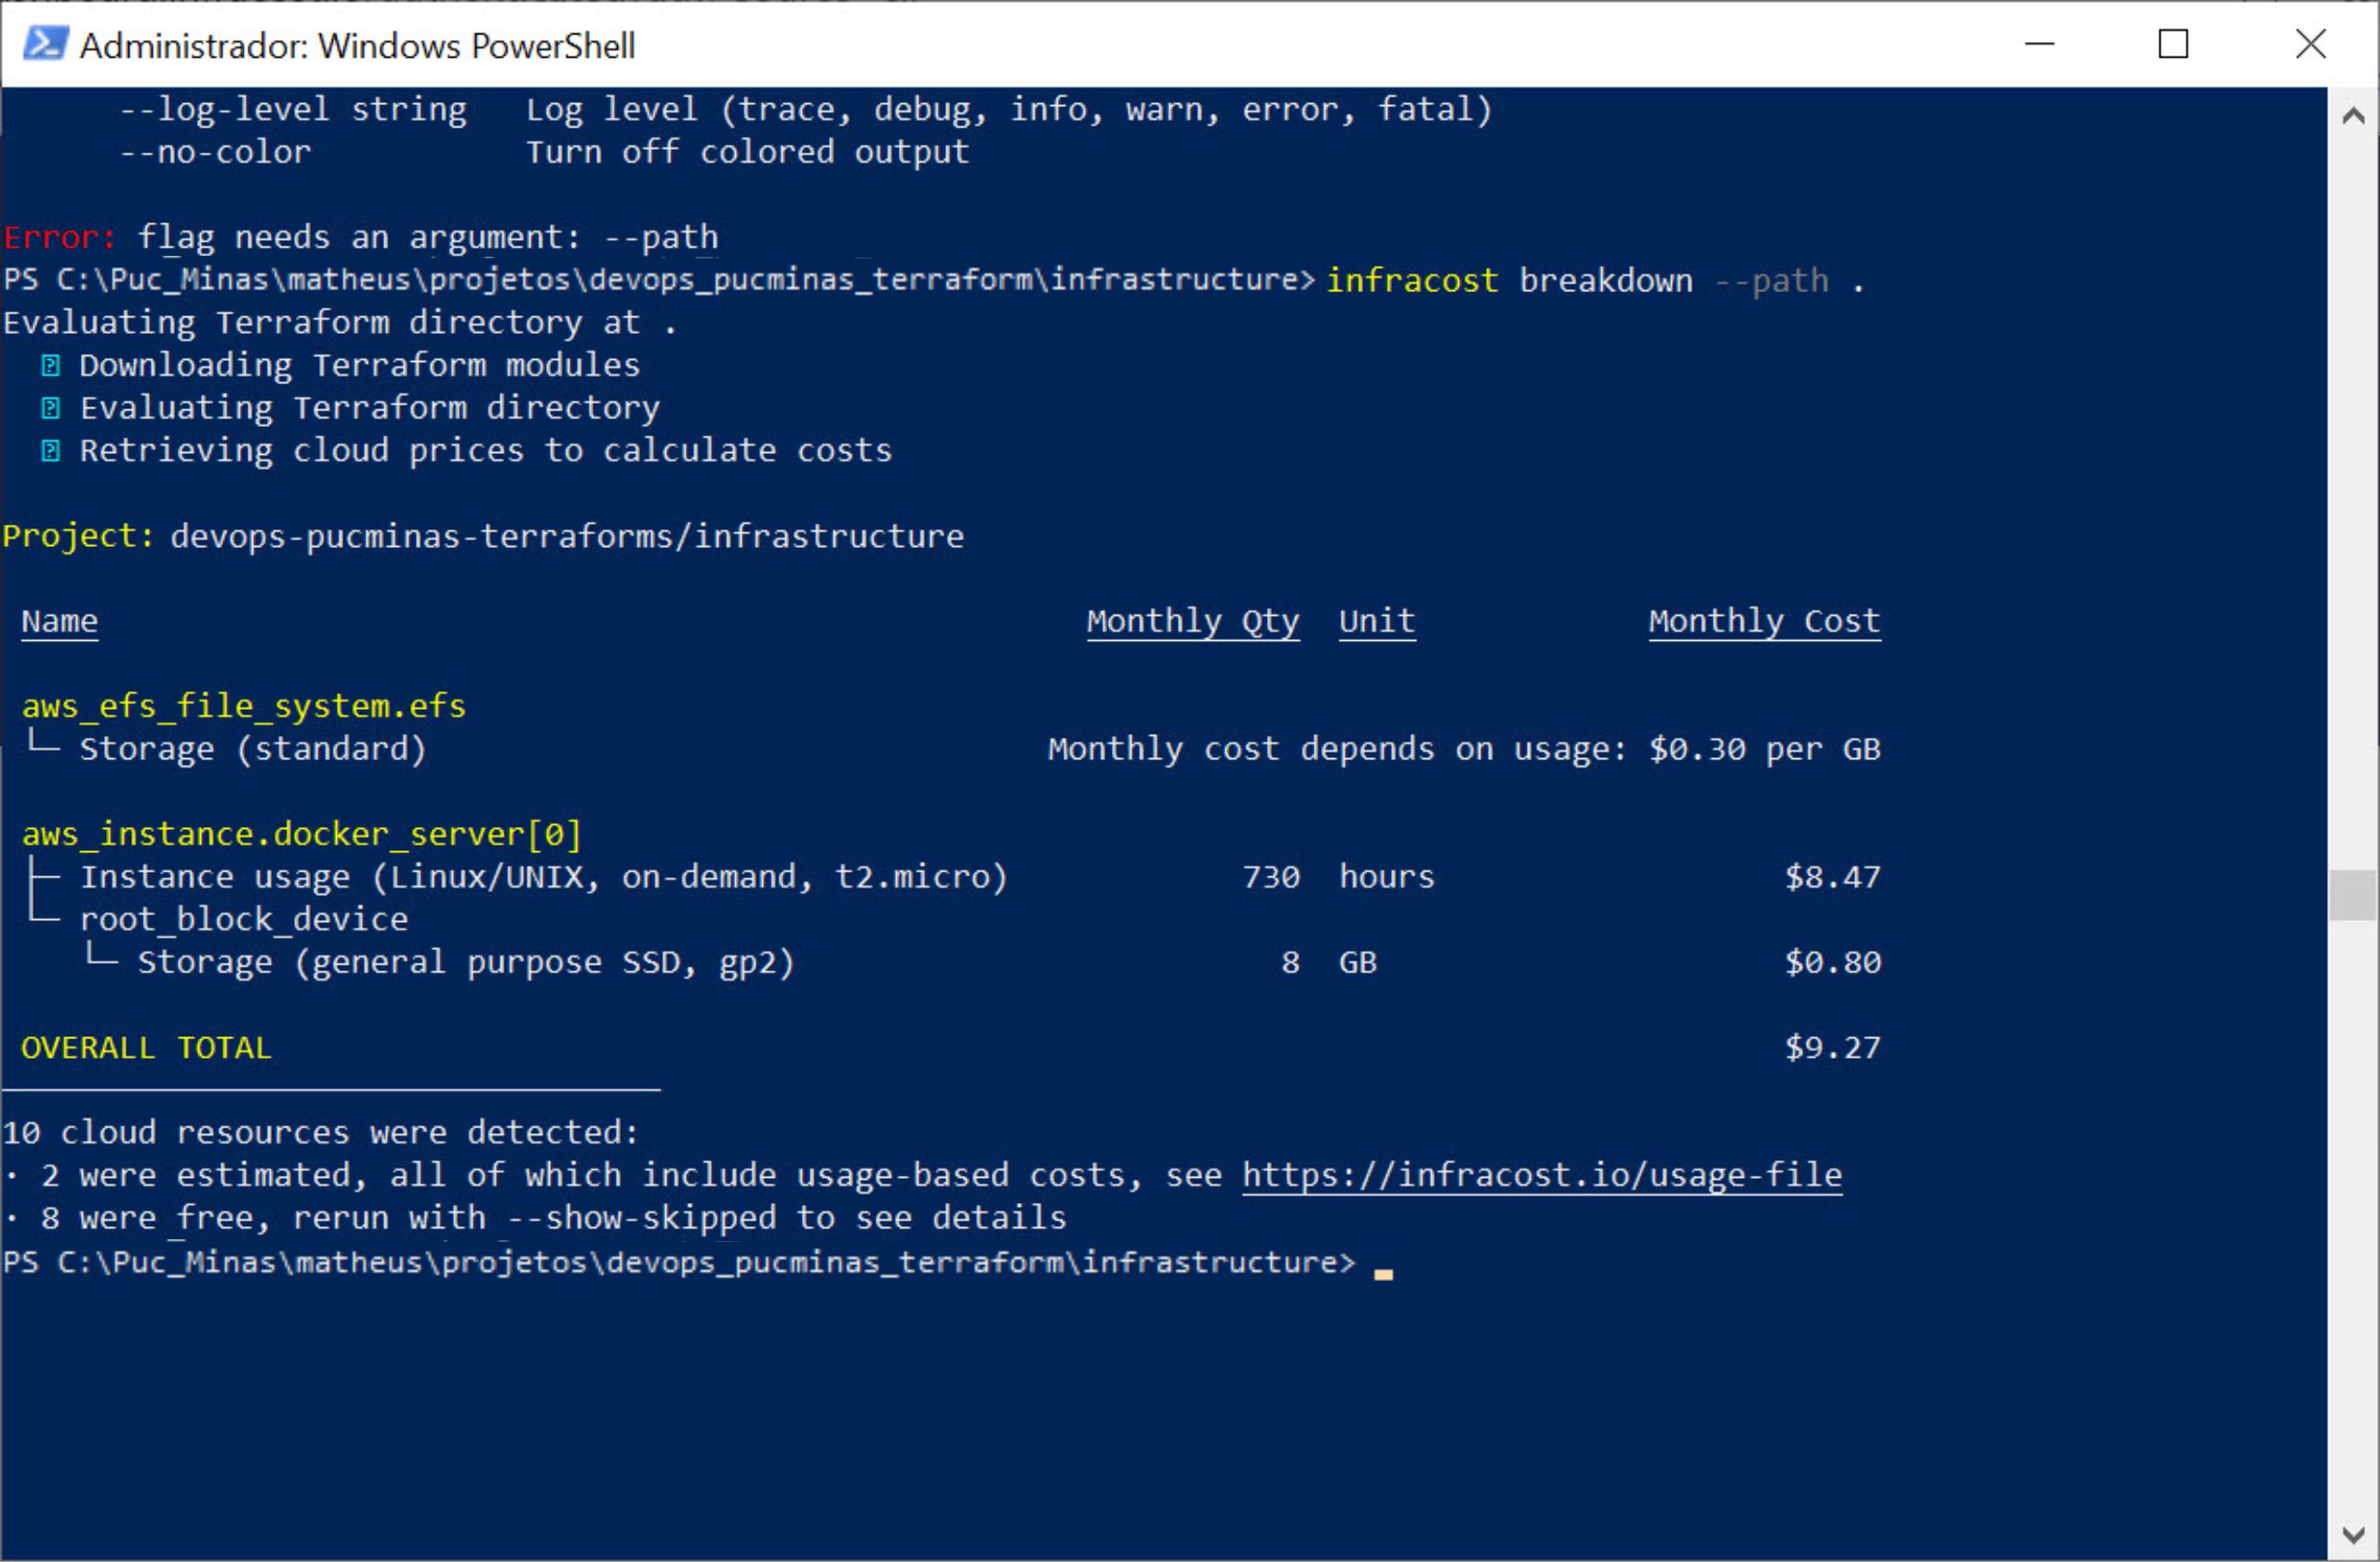 Administrador: Windows PowerShell
--log-level string   Log level (trace, debug, info, warn, error, fatal)
--no-color           Turn off colored output
Error: flag needs an argument: --path
PS C:\Puc_Minas\matheus\projetos\devops_pucminas_terraform\infrastructure> infracost breakdown --path .
Evaluating Terraform directory at .
Downloading Terraform modules
Evaluating Terraform directory
Retrieving cloud prices to calculate costs
Project: devops-pucminas-terraforms/infrastructure
Name Monthly Qty Unit Monthly Cost
aws_efs_file_system.efs
└─ Storage (standard) Monthly cost depends on usage: $0.30 per GB
aws_instance.docker_server[0]
├─ Instance usage (Linux/UNIX, on-demand, t2.micro) 730 hours $8.47
└─ root_block_device
└─ Storage (general purpose SSD, gp2) 8 GB $0.80
OVERALL TOTAL $9.27
10 cloud resources were detected:
· 2 were estimated, all of which include usage-based costs, see https://infracost.io/usage-file
· 8 were free, rerun with --show-skipped to see details
PS C:\Puc_Minas\matheus\projetos\devops_pucminas_terraform\infrastructure>